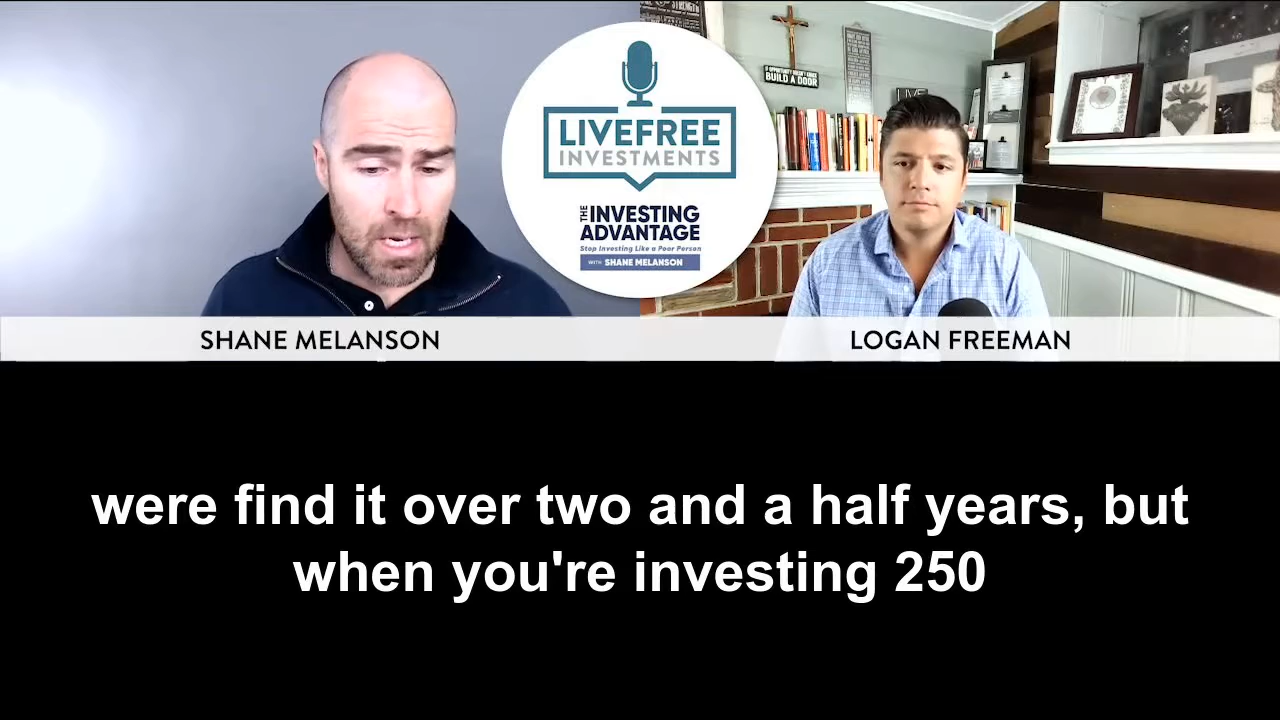 LIVEFREE
INVESTMENTS
THE
INVESTING
ADVANTAGE
Stop Investing Like a Poor Person
WITH SHANE MELANSON
BUILD A DOOR
LIVE
SHANE MELANSON
LOGAN FREEMAN
were find it over two and a half years, but
when you're investing 250